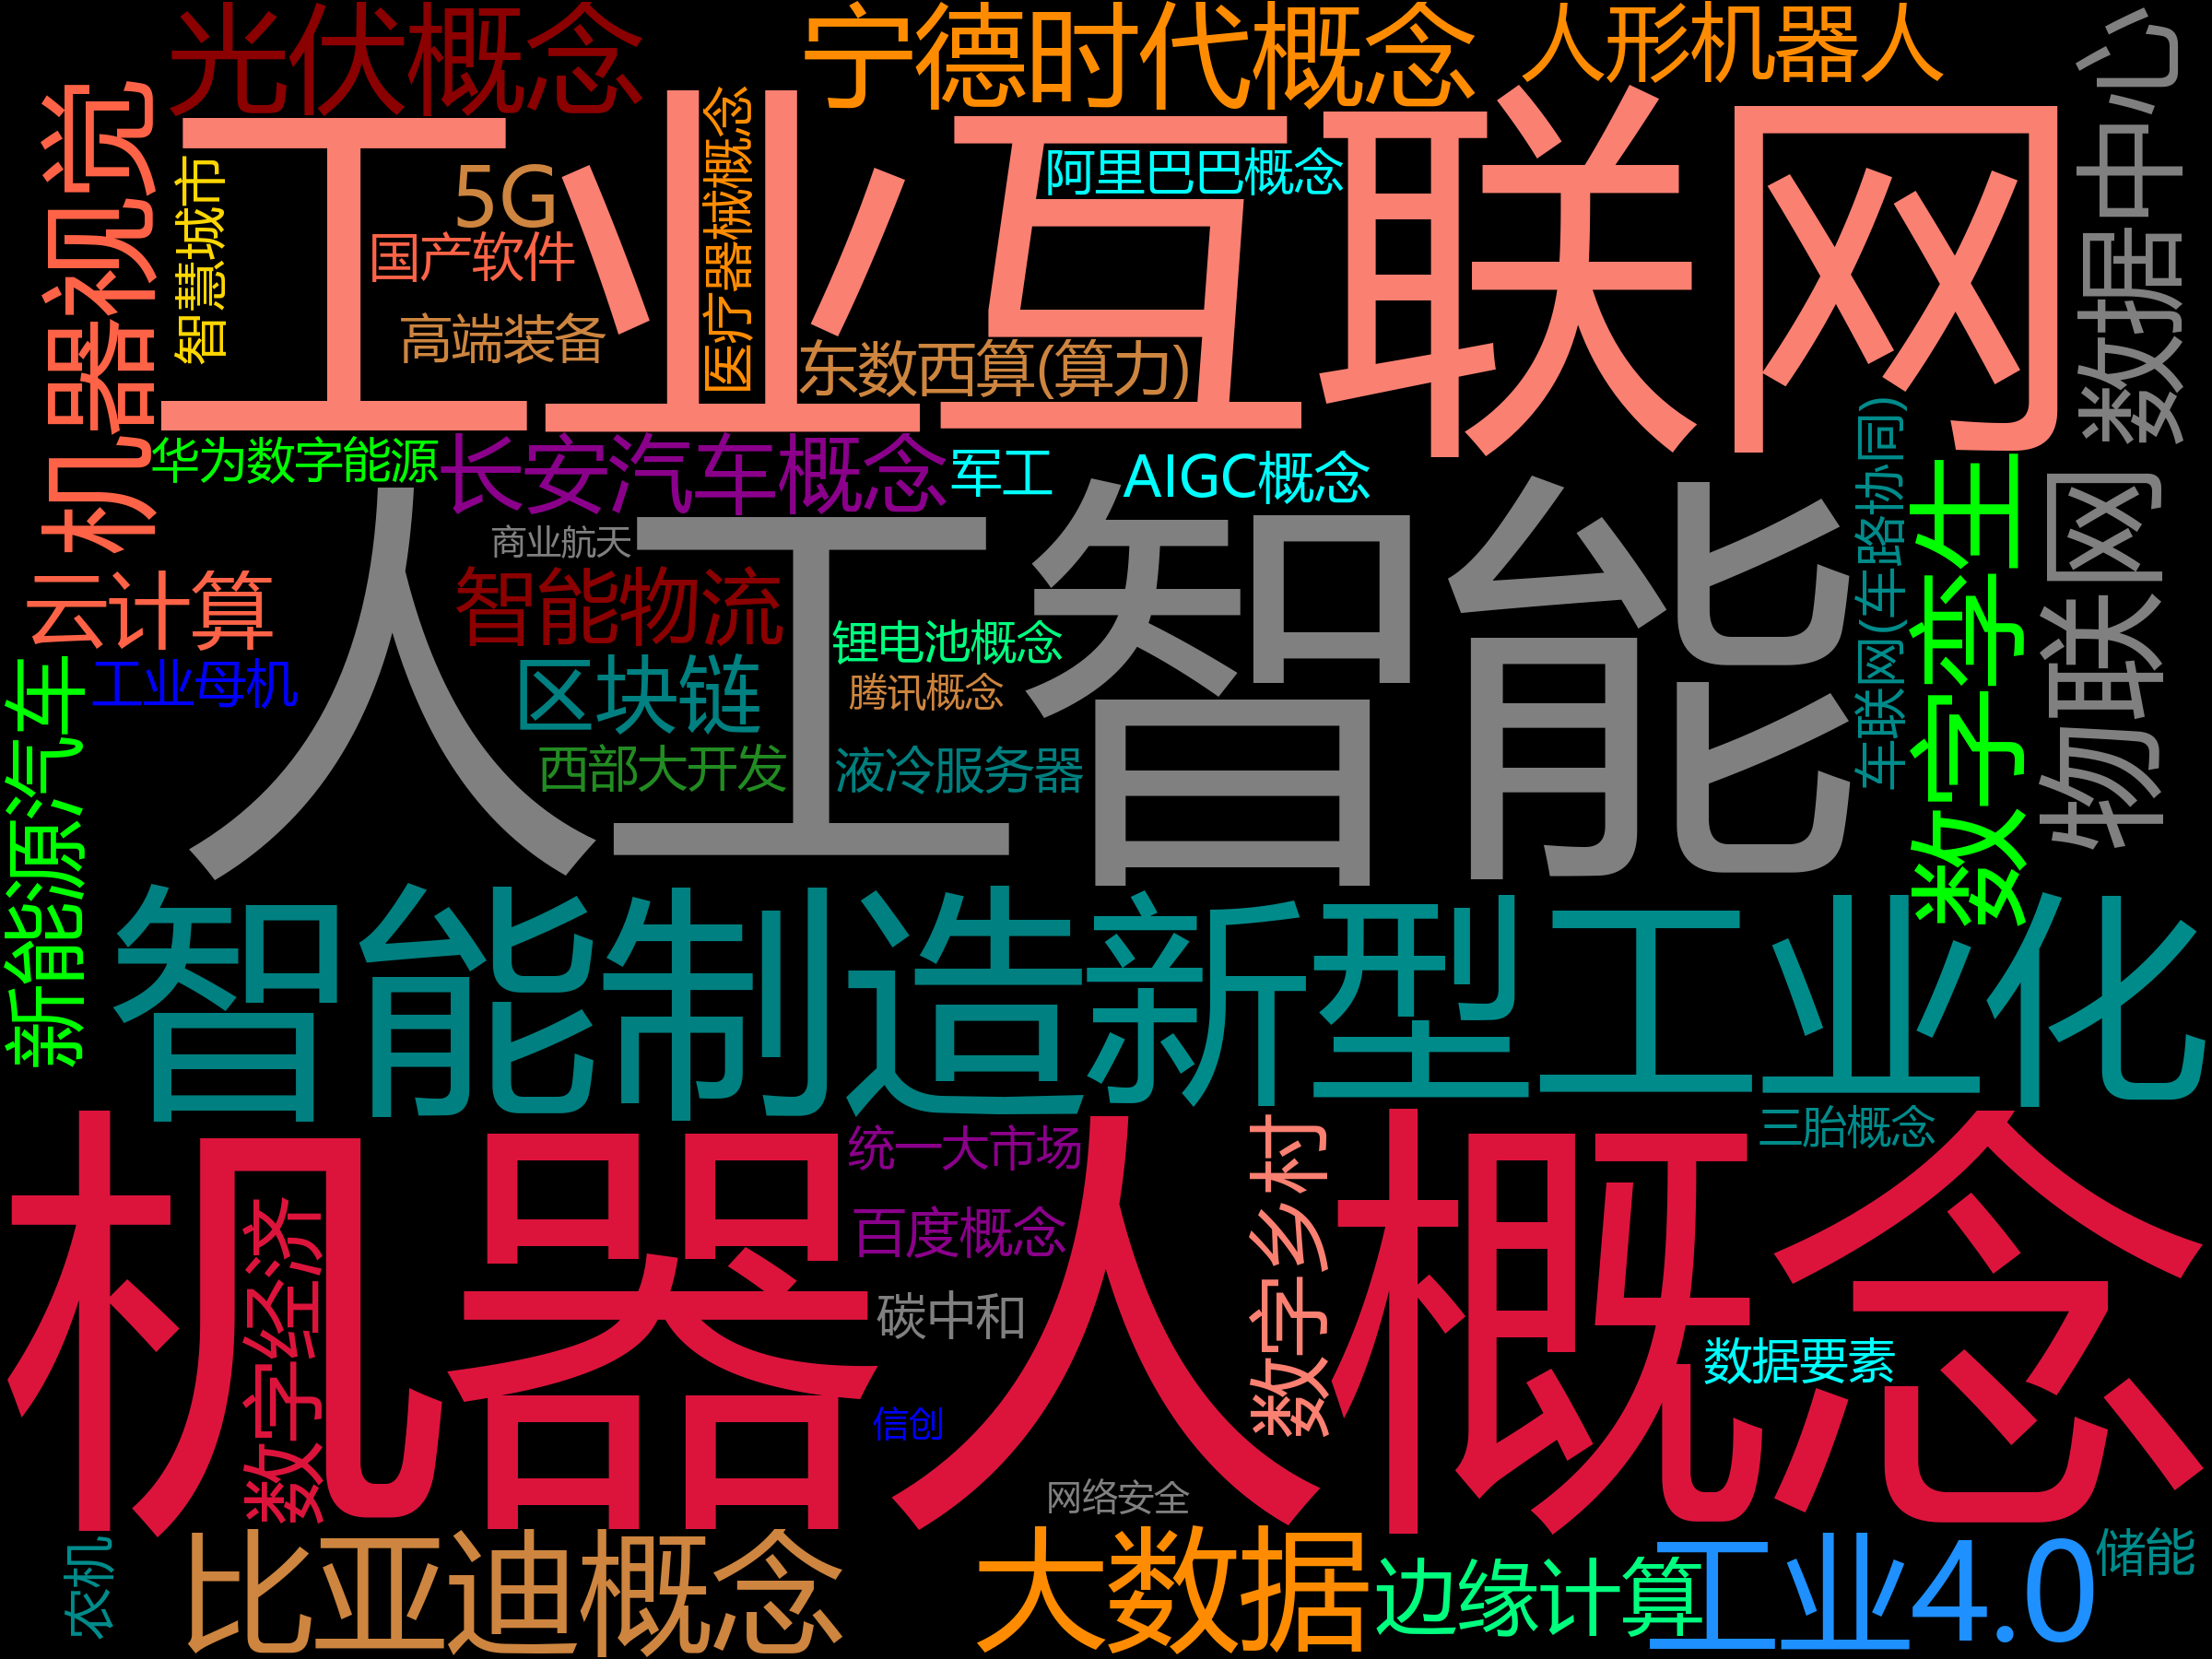 光伏概念
宁德时代概念
人形机器人
数据中心
机器视觉
工业互联网
智慧城市
5G
医疗器械概念
阿里巴巴概念
国产软件
高端装备
东数西算(算力)
华为数字能源
长安汽车概念
军工
AIGC概念
车联网(车路协同)
数字孪生
物联网
人工智能
商业航天
云计算
智能物流
锂电池概念
新能源汽车
工业母机
区块链
腾讯概念
西部大开发
液冷服务器
智能制造
新型工业化
机器人概念
统一大市场
三胎概念
数字乡村
数字经济
百度概念
碳中和
数据要素
信创
网络安全
农机
比亚迪概念
大数据
边缘计算
工业4.0
储能